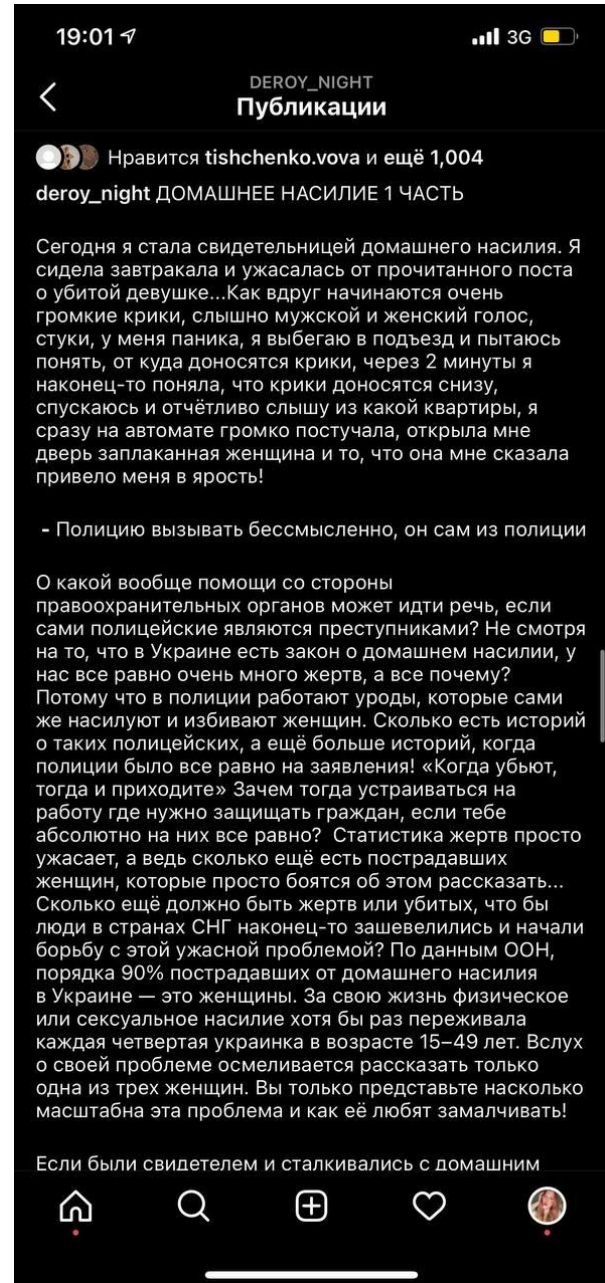 19:01
3G
DEROY_NIGHT
Публикации
Нравится tishchenko.vova и ещё 1,004
deroy_night ДОМАШНЕЕ НАСИЛИЕ 1 ЧАСТЬ
Сегодня я стала свидетельницей домашнего насилия. Я
сидела завтракала и ужасалась от прочитанного поста
о убитой девушке...Как вдруг начинаются очень
громкие крики, слышно мужской и женский голос,
стуки, у меня паника, я выбегаю в подъезд и пытаюсь
понять, от куда доносятся крики, через 2 минуты я
наконец-то поняла, что крики доносятся снизу,
спускаюсь и отчётливо слышу из какой квартиры, я
сразу на автомате громко постучала, открыла мне
дверь заплаканная женщина и то, что она мне сказала
привело меня в ярость!
- Полицию вызывать бессмысленно, он сам из полиции
О какой вообще помощи со стороны
правоохранительных органов может идти речь, если
сами полицейские являются преступниками? Не смотря
на то, что в Украине есть закон о домашнем насилии, у
нас все равно очень много жертв, а все почему?
Потому что в полиции работают уроды, которые сами
же насилуют и избивают женщин. Сколько есть историй
о таких полицейских, а ещё больше историй, когда
полиции было все равно на заявления! «Когда убьют,
тогда и приходите» Зачем тогда устраиваться на
работу где нужно защищать граждан, если тебе
абсолютно на них все равно? Статистика жертв просто
ужасает, а ведь сколько ещё есть пострадавших
женщин, которые просто боятся об этом рассказать...
Сколько ещё должно быть жертв или убитых, что бы
люди в странах СНГ наконец-то зашевелились и начали
борьбу с этой ужасной проблемой? По данным ООН,
порядка 90% пострадавших от домашнего насилия
в Украине — это женщины. За свою жизнь физическое
или сексуальное насилие хотя бы раз переживала
каждая четвертая украинка в возрасте 15–49 лет. Вслух
о своей проблеме осмеливается рассказать только
одна из трех женщин. Вы только представьте насколько
масштабна эта проблема и как её любят замалчивать!
Если были свидетелем и сталкивались с домашним